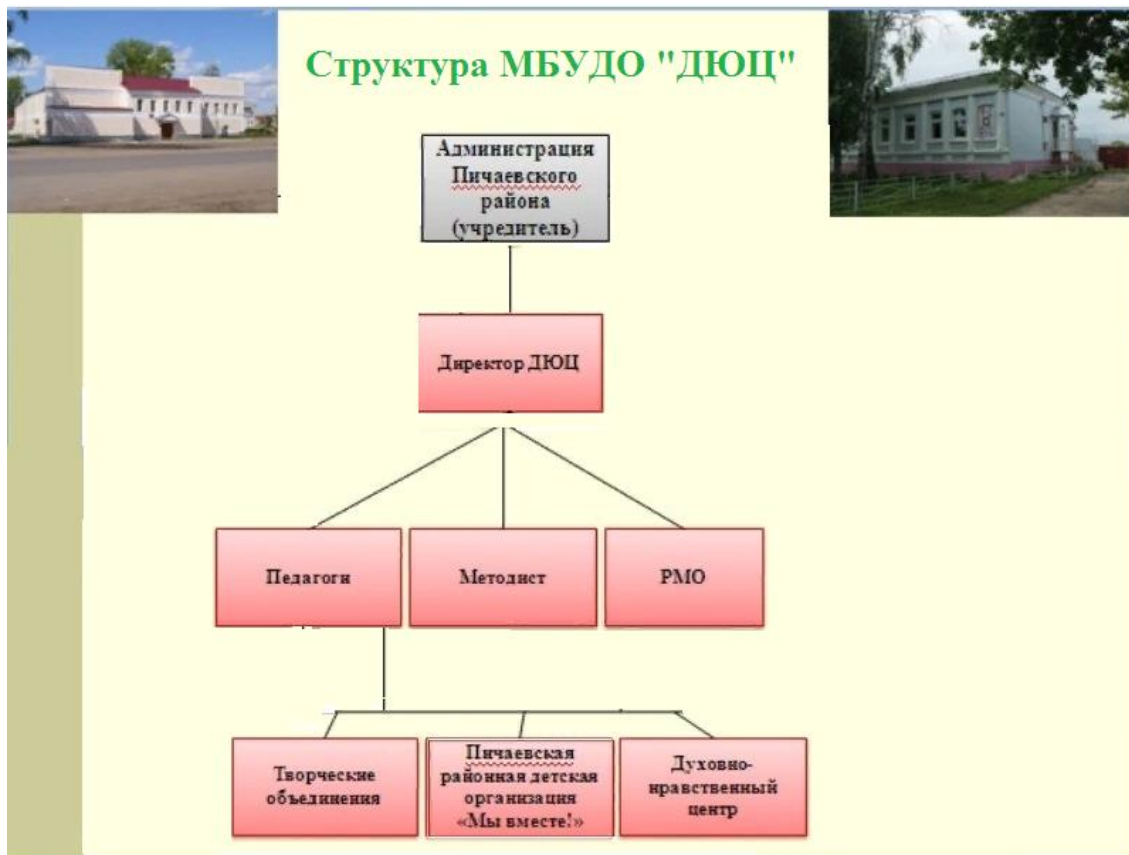 Структура МБУДО "ДЮЦ"
Администрация
Пичаевского
района
(учредитель)
Директор ДЮЦ
Педагоги
Методист
РМО
Творческие
объединения
Пичаевская
районная детская
организация
«Мы вместе!»
Духовно-
нравственный
центр